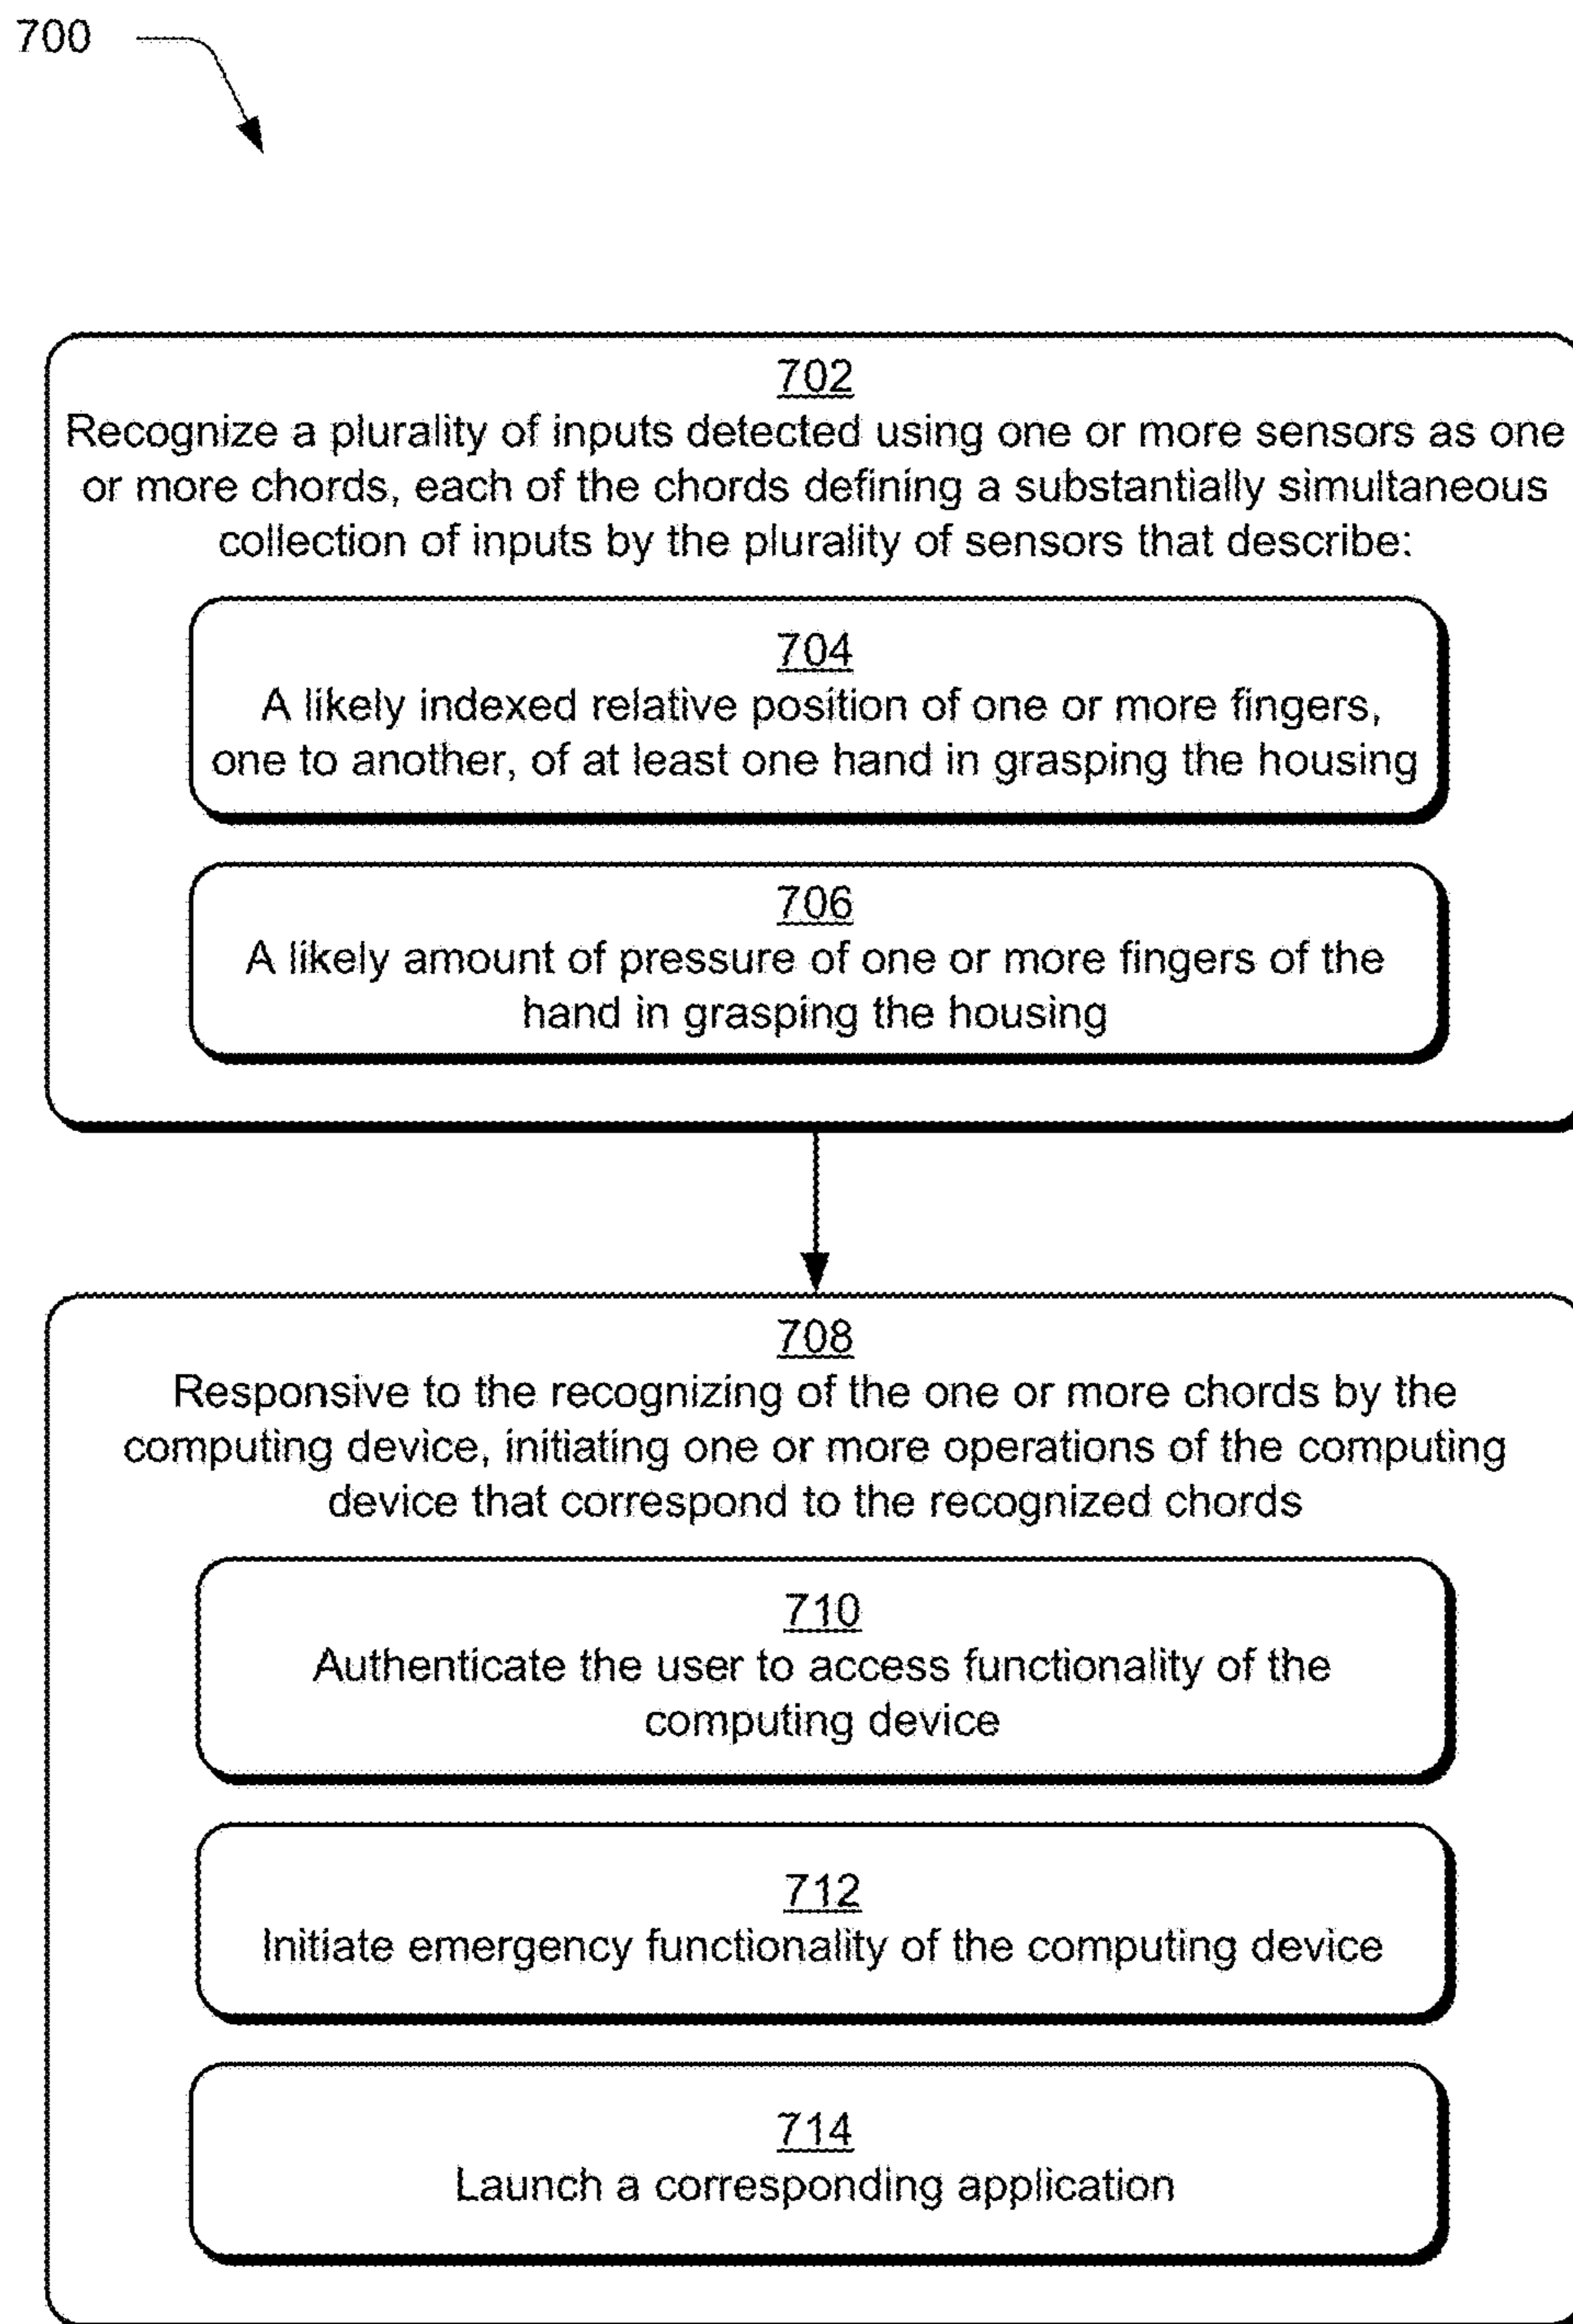 700
702
Recognize a plurality of inputs detected using one or more sensors as one
or more chords, each of the chords defining a substantially simultaneous
collection of inputs by the plurality of sensors that describe:
704
A likely indexed relative position of one or more fingers,
one to another, of at least one hand in grasping the housing
706
A likely amount of pressure of one or more fingers of the
hand in grasping the housing
708
Responsive to the recognizing of the one or more chords by the
computing device, initiating one or more operations of the computing
device that correspond to the recognized chords
710
Authenticate the user to access functionality of the
computing device
712
Initiate emergency functionality of the computing device
714
Launch a corresponding application